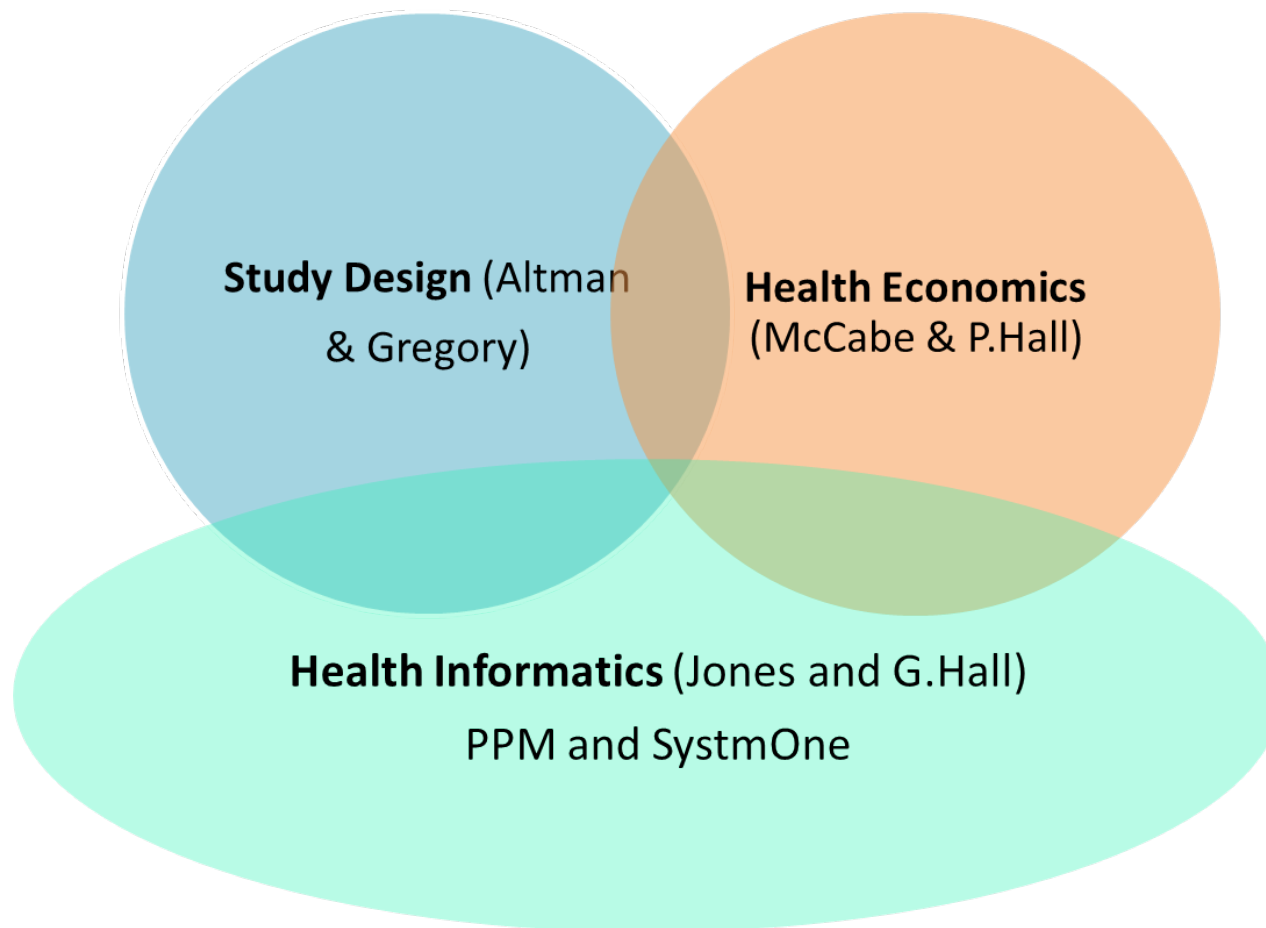 Study Design (Altman
& Gregory)
Health Economics
(McCabe & P.Hall)
Health Informatics (Jones and G.Hall)
PPM and SystmOne